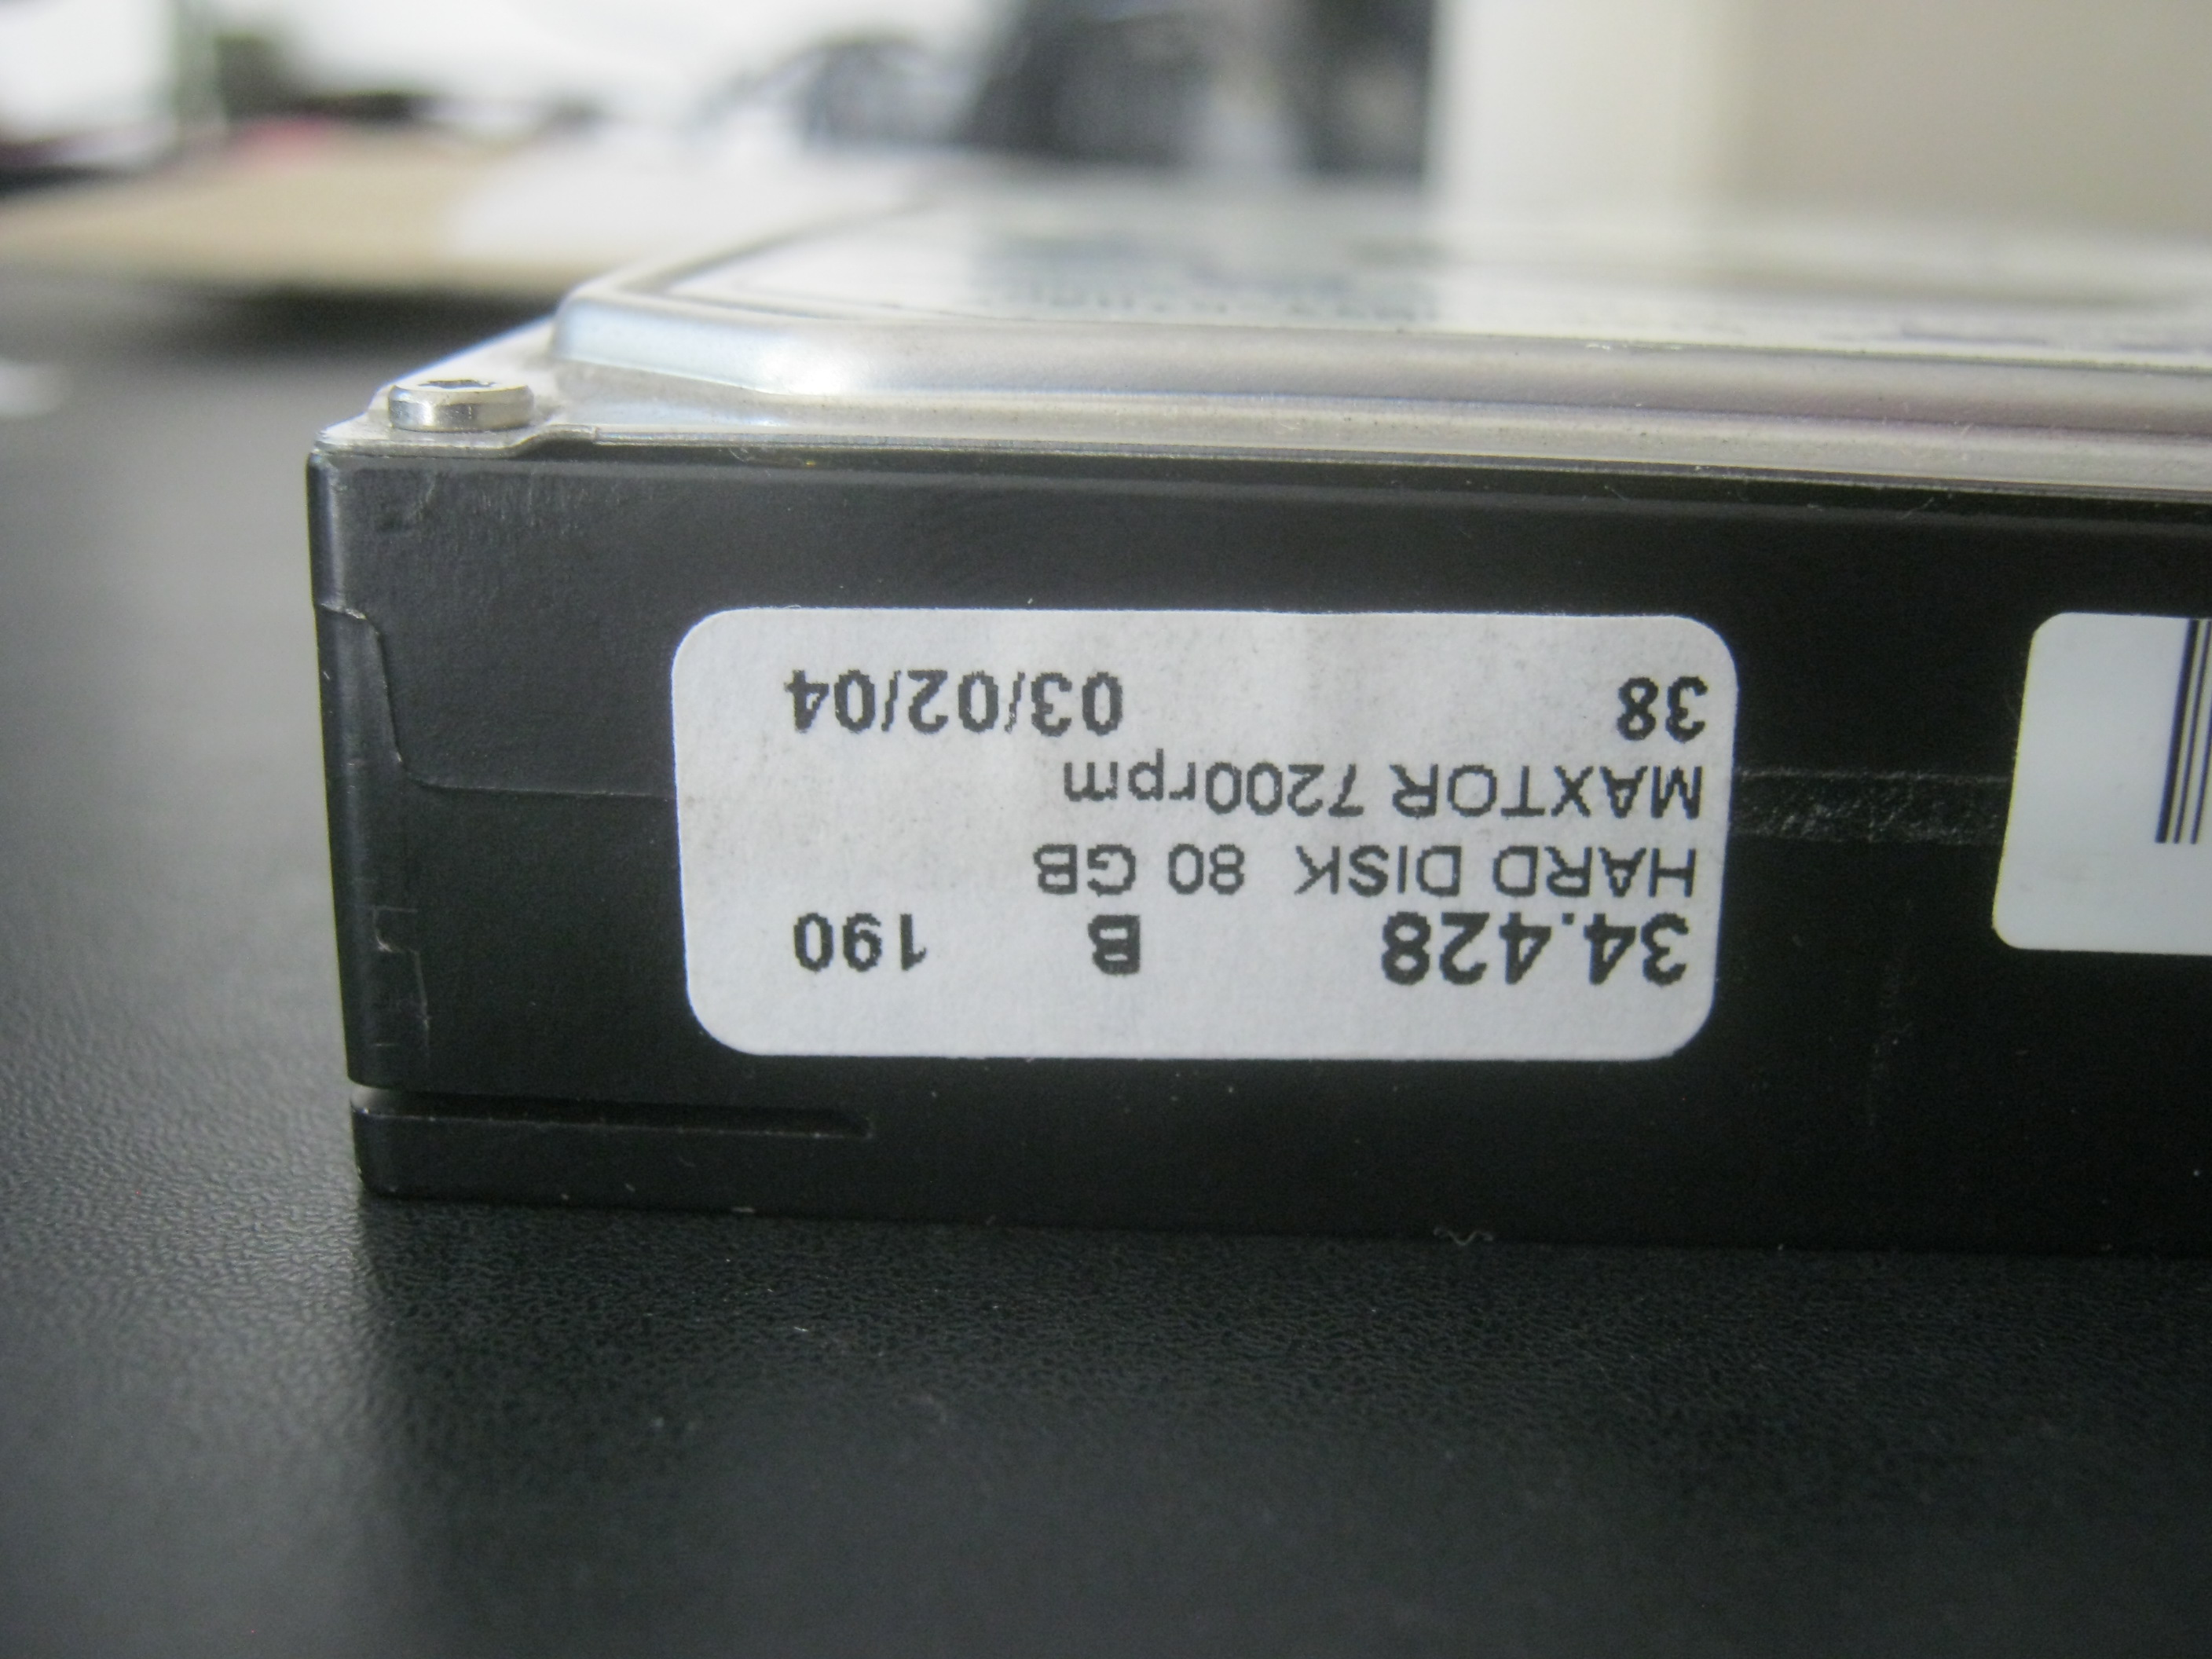 34.428 B 190
HARD DISK 80 GB
MAXTOR 7200rpm
38 03/02/04